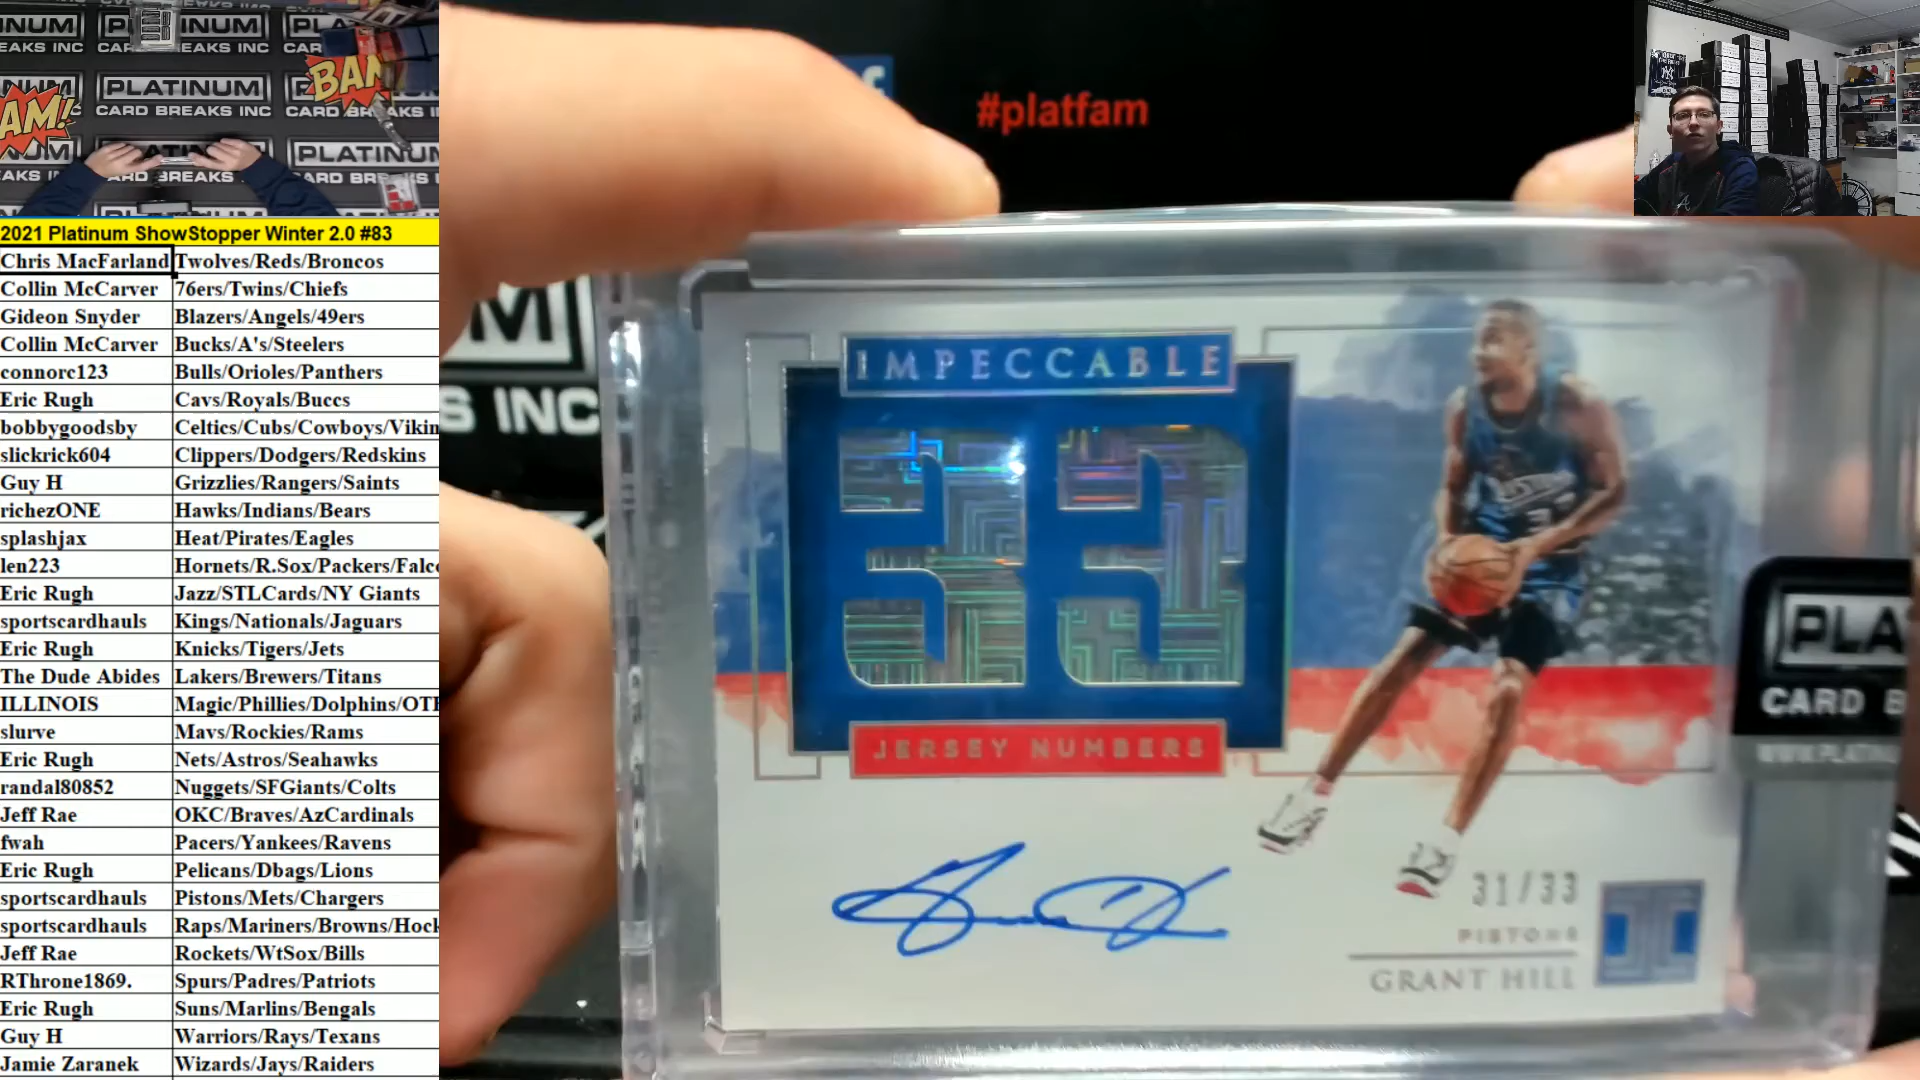 PLATINUM
CARD BREAKS INC
BAM!
#platfam
2021 Platinum ShowStopper Winter 2.0 #83
Chris MacFarland Twolves/Reds/Broncos
Collin McCarver 76ers/Twins/Chiefs
Gideon Snyder Blazers/Angels/49ers
Collin McCarver Bucks/A's/Steelers
connorc123 Bulls/Orioles/Panthers
Eric Rugh Cavs/Royals/Buccs
bobbygoodsby Celtics/Cubs/Cowboys/Vikin
slickrick604 Clippers/Dodgers/Redskins
Guy H Grizzlies/Rangers/Saints
richezONE Hawks/Indians/Bears
splashjax Heat/Pirates/Eagles
len223 Hornets/R.Sox/Packers/Falc
Eric Rugh Jazz/STLCards/NY Giants
sportscardhauls Kings/Nationals/Jaguars
Eric Rugh Knicks/Tigers/Jets
The Dude Abides Lakers/Brewers/Titans
ILLINOIS Magic/Phillies/Dolphins/OTH
slurve Mavs/Rockies/Rams
Eric Rugh Nets/Astros/Seahawks
randal80852 Nuggets/SFGiants/Colts
Jeff Rae OKC/Braves/AzCardinals
fwah Pacers/Yankees/Ravens
Eric Rugh Pelicans/Dbags/Lions
sportscardhauls Pistons/Mets/Chargers
sportscardhauls Raps/Mariners/Browns/Hock
Jeff Rae Rockets/WtSox/Bills
RThrone1869. Spurs/Padres/Patriots
Eric Rugh Suns/Marlins/Bengals
Guy H Warriors/Rays/Texans
Jamie Zaranek Wizards/Jays/Raiders
IMPECCABLE
33
JERSEY NUMBERS
31/33
PISTONS
GRANT HILL
S INC
PLA
CARD B
WWW.PLATIN